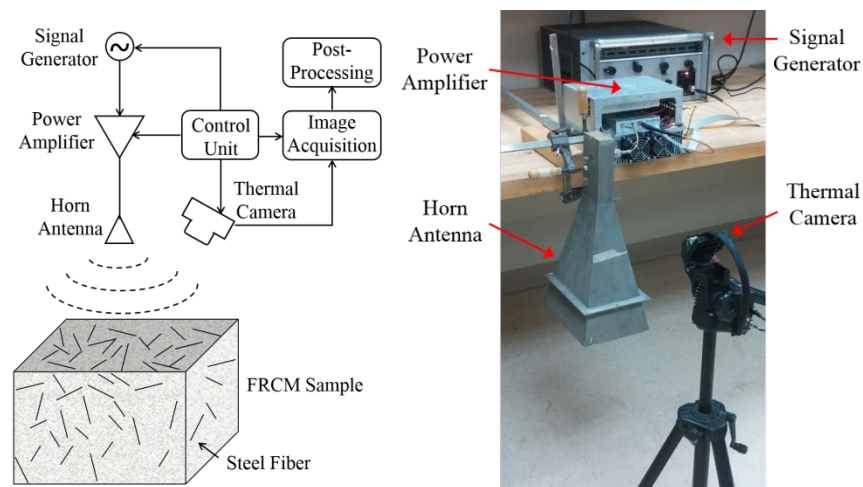 Signal
Generator
Post-
Processing
Power
Amplifier
Control
Unit
Image
Acquisition
Thermal
Camera
Horn
Antenna
FRCM Sample
Steel Fiber
Power
Amplifier
Signal
Generator
Horn
Antenna
Thermal
Camera